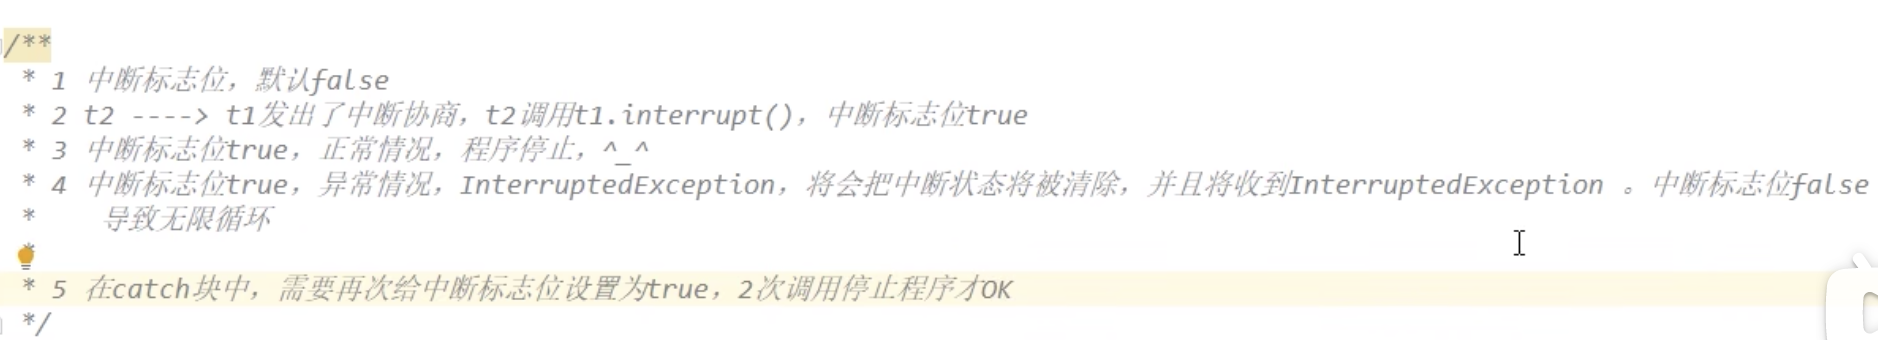 /**
* 1 中断标志位，默认false
* 2 t2 ----> t1发出了中断协商，t2调用t1.interrupt()，中断标志位true
* 3 中断标志位true，正常情况，程序停止，^_^
* 4 中断标志位true，异常情况，InterruptedException，将会把中断状态将被清除，并且将收到InterruptedException 。中断标志位false
* 导致无限循环
*
* 5 在catch块中，需要再次给中断标志位设置为true，2次调用停止程序才OK
*/